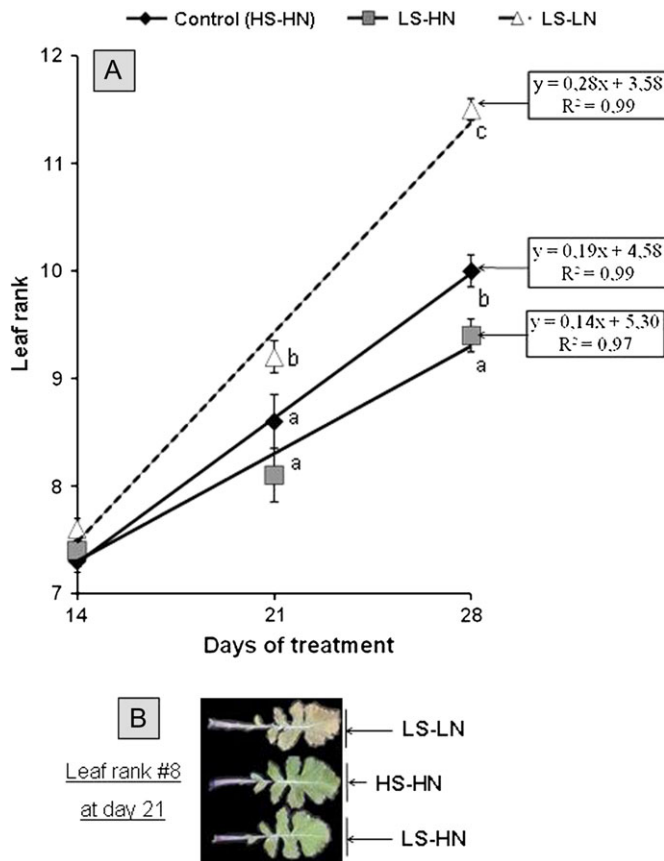 Control (HS-HN) LS-HN LS-LN
A
12
11
10
9
8
7
Leaf rank
14 21 28
Days of treatment
y = 0,28x + 3,58
R² = 0,99
c
y = 0,19x + 4,58
R² = 0,99
b
y = 0,14x + 5,30
R² = 0,97
a
b
a
a
B
Leaf rank #8
at day 21
LS-LN
HS-HN
LS-HN